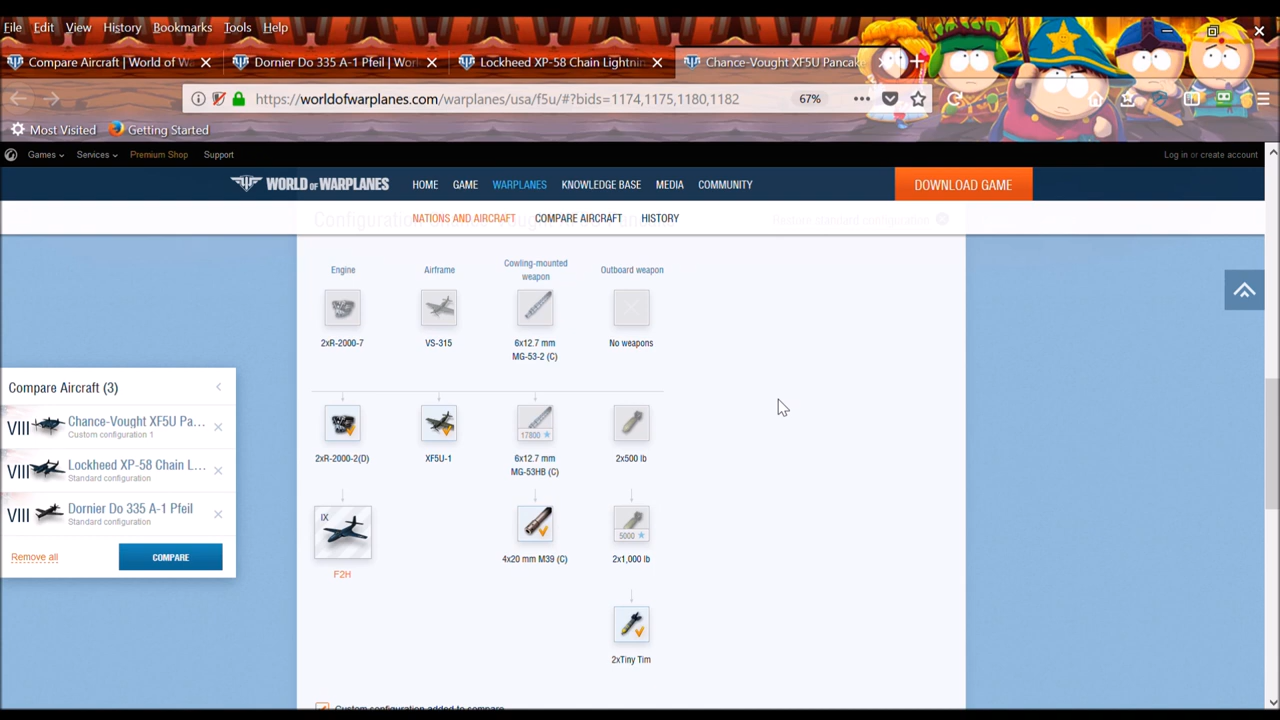 File Edit View History Bookmarks Tools Help
Compare Aircraft | World of W
Dornier Do 335 A-1 Pfeil | Worl
Lockheed XP-58 Chain Lightnin
Chance-Vought XF5U Pancake
https://worldofwarplanes.com/warplanes/usa/f5u/#?bids=1174,1175,1180,1182
67%
Most Visited Getting Started
Games Services Premium Shop Support
Log in or create account
WORLD OF WARPLANES
HOME GAME WARPLANES KNOWLEDGE BASE MEDIA COMMUNITY
DOWNLOAD GAME
NATIONS AND AIRCRAFT COMPARE AIRCRAFT HISTORY
Engine
Airframe
Cowling-mounted
weapon
Outboard weapon
2xR-2000-7
VS-315
6x12.7 mm
MG-53-2 (C)
No weapons
17800
2xR-2000-2(D)
XF5U-1
6x12.7 mm
MG-53HB (C)
2x500 lb
IX
F2H
4x20 mm M39 (C)
5000
2x1,000 lb
2xTiny Tim
Custom configuration added to compare
Compare Aircraft (3)
VIII Chance-Vought XF5U Pa...
Custom configuration 1
VIII Lockheed XP-58 Chain L...
Standard configuration
VIII Dornier Do 335 A-1 Pfeil
Standard configuration
Remove all
COMPARE